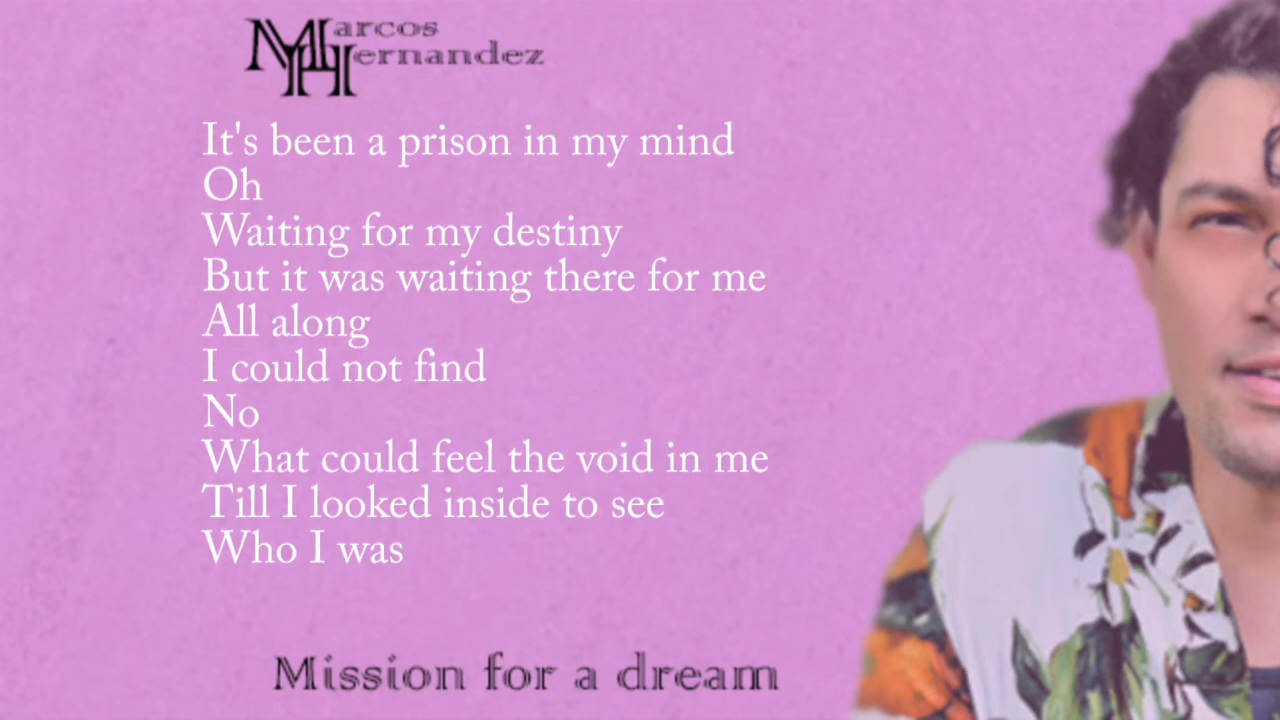 Marcos
Hernandez
It's been a prison in my mind
Oh
Waiting for my destiny
But it was waiting there for me
All along
I could not find
No
What could feel the void in me
Till I looked inside to see
Who I was
Mission for a dream